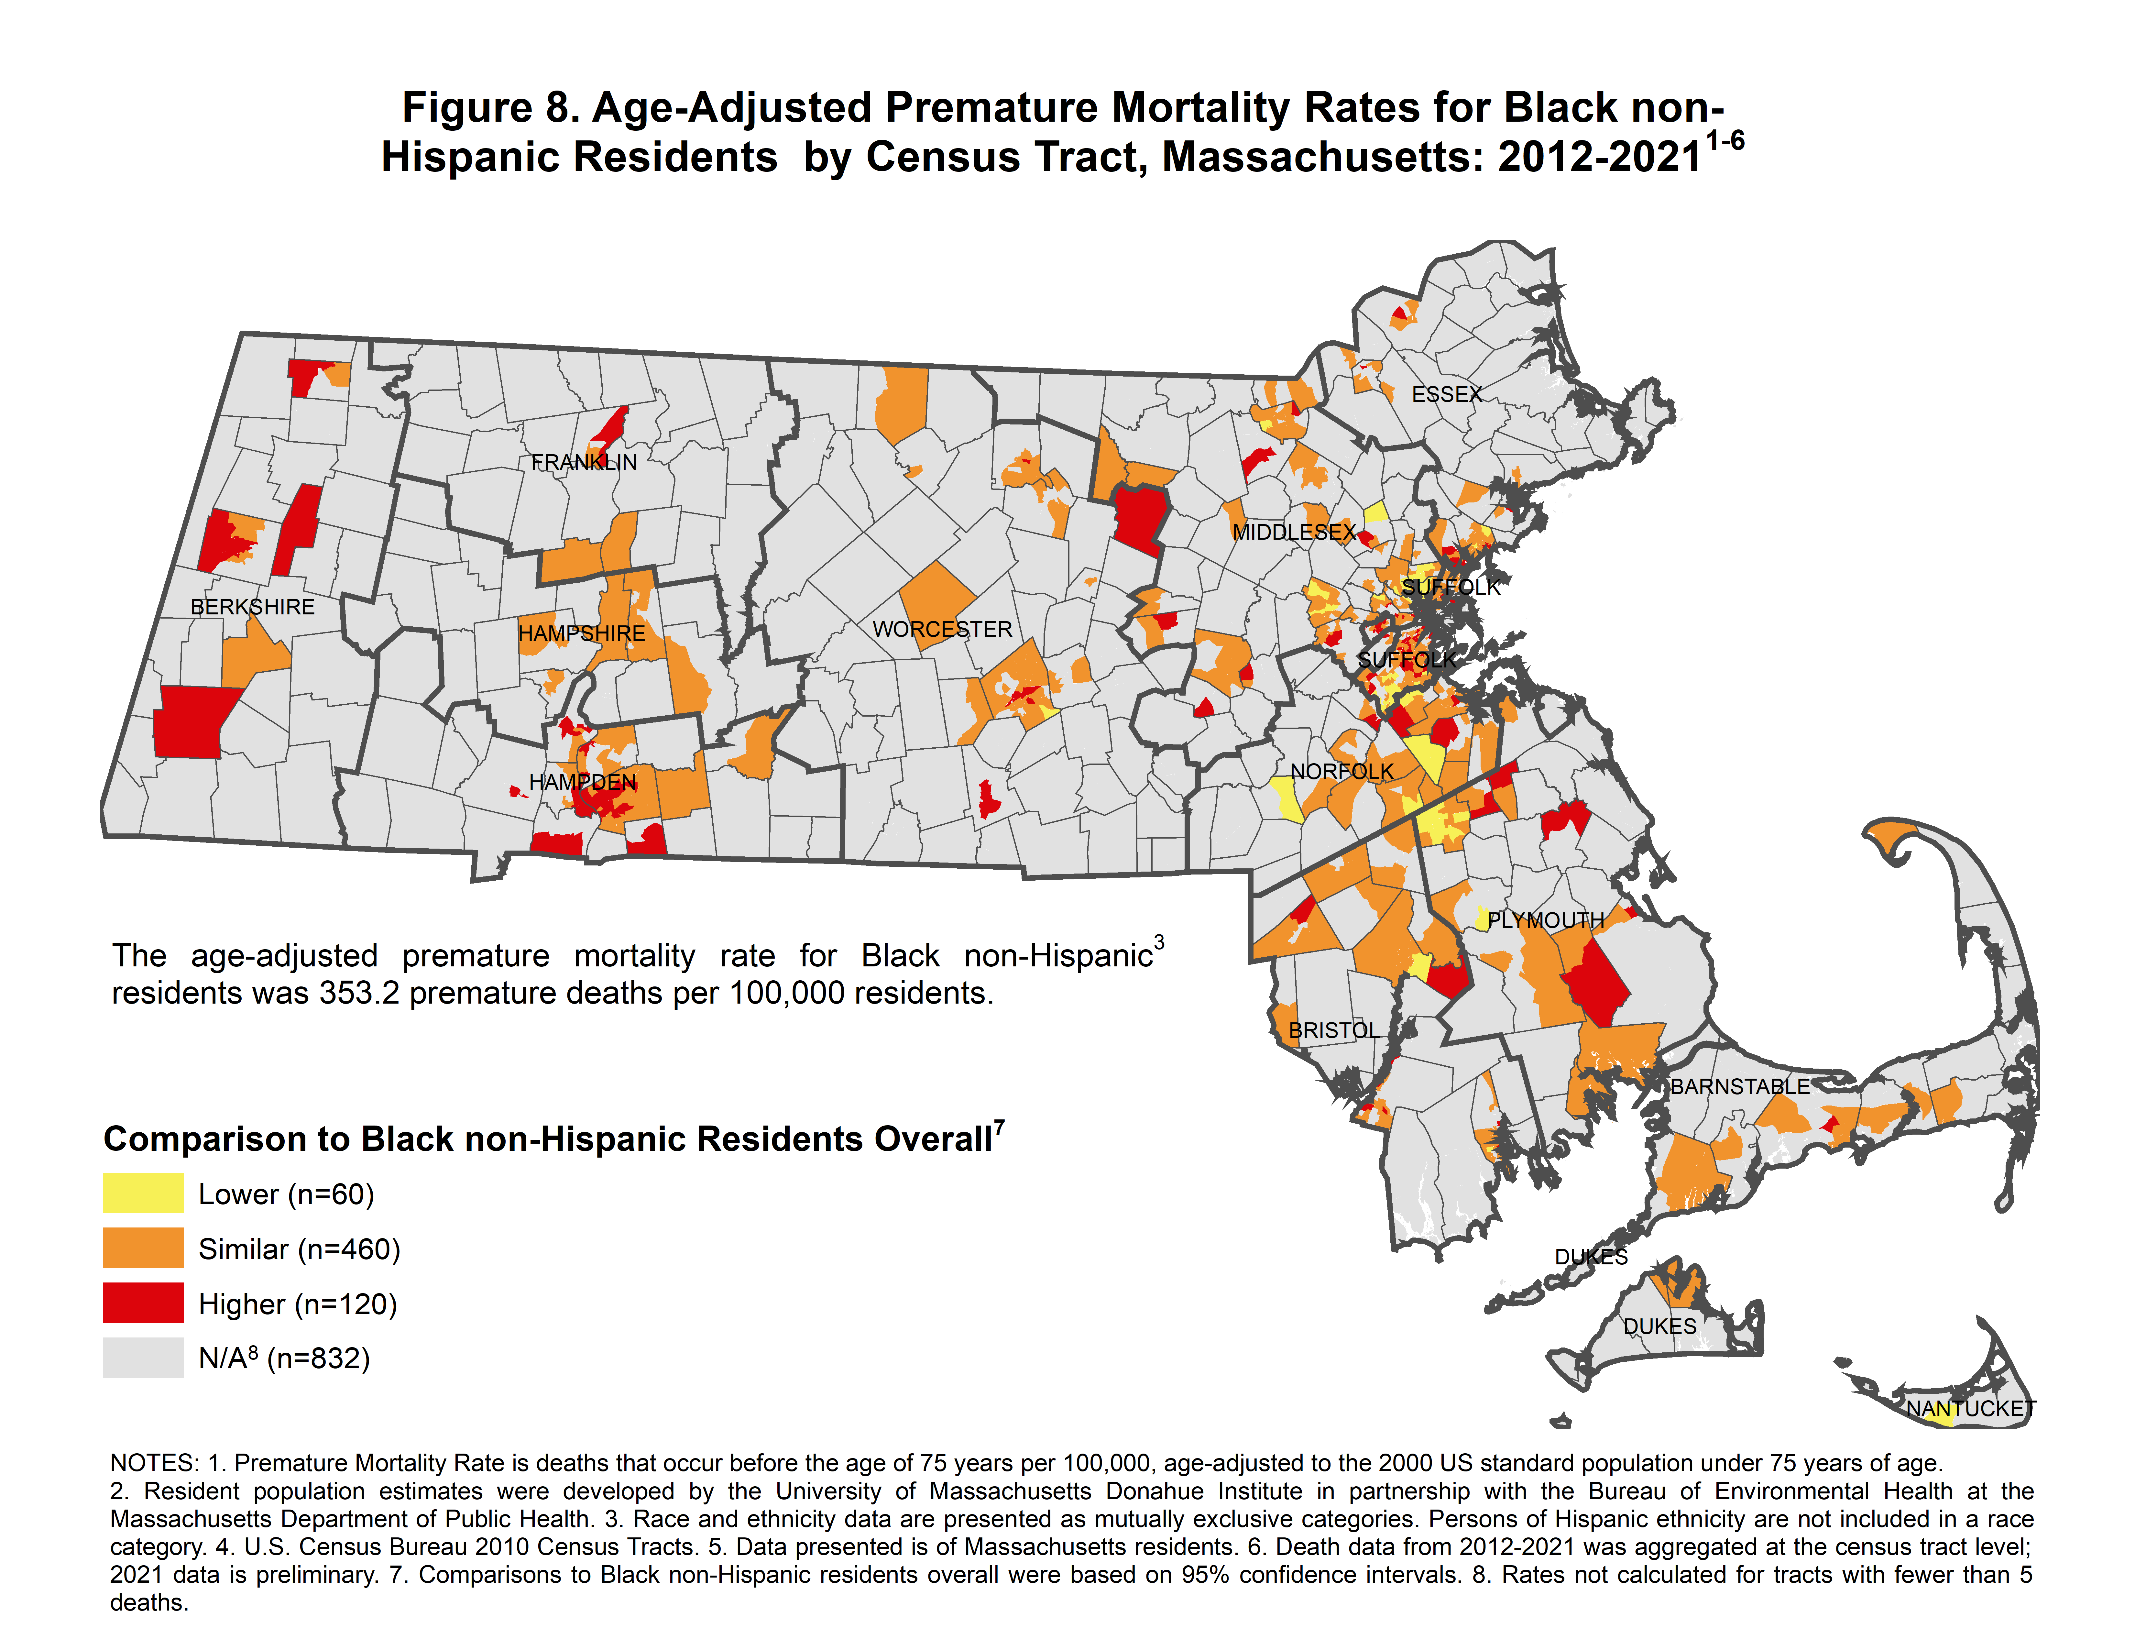 Figure 8. Age-Adjusted Premature Mortality Rates for Black non-
Hispanic Residents by Census Tract, Massachusetts: 2012-2021¹⁻⁶
ESSEX
FRANKLIN
MIDDLESEX
SUFFOLK
BERKSHIRE
HAMPSHIRE
WORCESTER
SUFFOLK
NORFOLK
HAMPDEN
PLYMOUTH
The age-adjusted premature mortality rate for Black non-Hispanic³
residents was 353.2 premature deaths per 100,000 residents.
BRISTOL
BARNSTABLE
Comparison to Black non-Hispanic Residents Overall⁷
Lower (n=60)
Similar (n=460)
Higher (n=120)
N/A⁸ (n=832)
DUKES
DUKES
NANTUCKET
NOTES: 1. Premature Mortality Rate is deaths that occur before the age of 75 years per 100,000, age-adjusted to the 2000 US standard population under 75 years of age.
2. Resident population estimates were developed by the University of Massachusetts Donahue Institute in partnership with the Bureau of Environmental Health at the
Massachusetts Department of Public Health. 3. Race and ethnicity data are presented as mutually exclusive categories. Persons of Hispanic ethnicity are not included in a race
category. 4. U.S. Census Bureau 2010 Census Tracts. 5. Data presented is of Massachusetts residents. 6. Death data from 2012-2021 was aggregated at the census tract level;
2021 data is preliminary. 7. Comparisons to Black non-Hispanic residents overall were based on 95% confidence intervals. 8. Rates not calculated for tracts with fewer than 5
deaths.